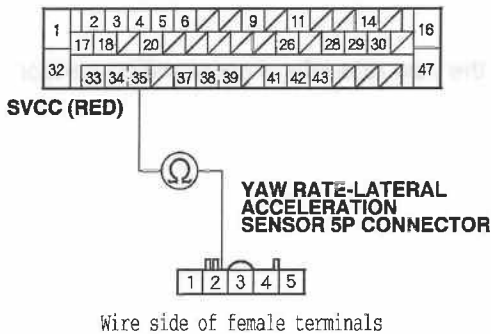 1 2 3 4 5 6 9 11 14 16
17 18 20 26 28 29 30
32 33 34 35 37 38 39 41 42 43 47
SVCC (RED)
Ω
YAW RATE-LATERAL
ACCELERATION
SENSOR 5P CONNECTOR
1 2 3 4 5
Wire side of female terminals